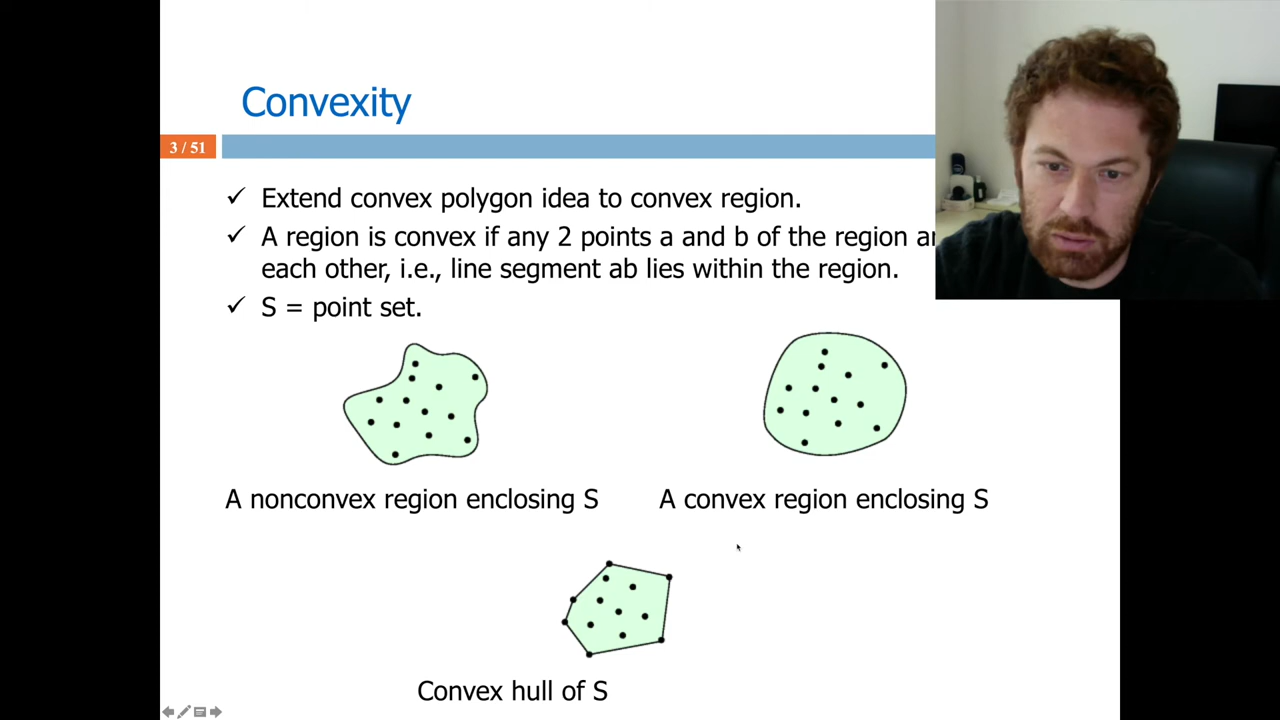 Convexity
3 / 51
✓ Extend convex polygon idea to convex region.
✓ A region is convex if any 2 points a and b of the region
each other, i.e., line segment ab lies within the region.
✓ S = point set.
A nonconvex region enclosing S
A convex region enclosing S
Convex hull of S